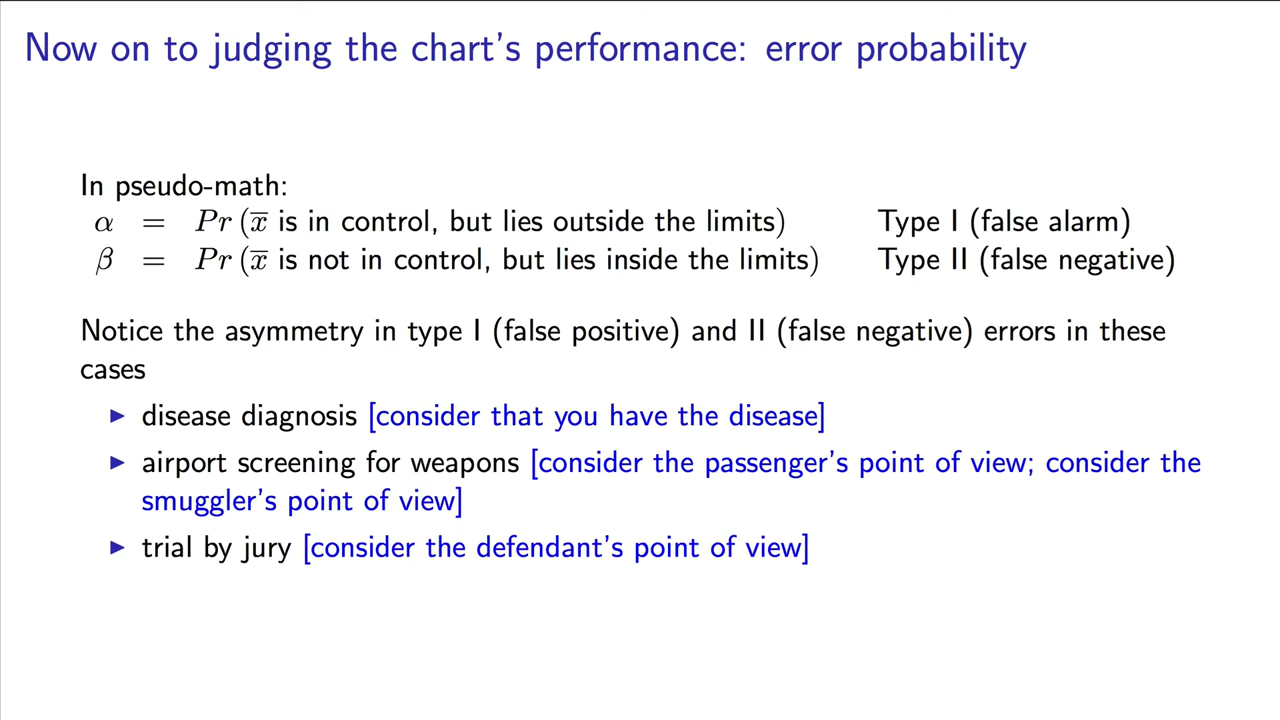 Now on to judging the chart's performance: error probability
In pseudo-math:
α = Pr (x̅ is in control, but lies outside the limits) Type I (false alarm)
β = Pr (x̅ is not in control, but lies inside the limits) Type II (false negative)
Notice the asymmetry in type I (false positive) and II (false negative) errors in these
cases
▶ disease diagnosis [consider that you have the disease]
▶ airport screening for weapons [consider the passenger's point of view; consider the
smuggler's point of view]
▶ trial by jury [consider the defendant's point of view]